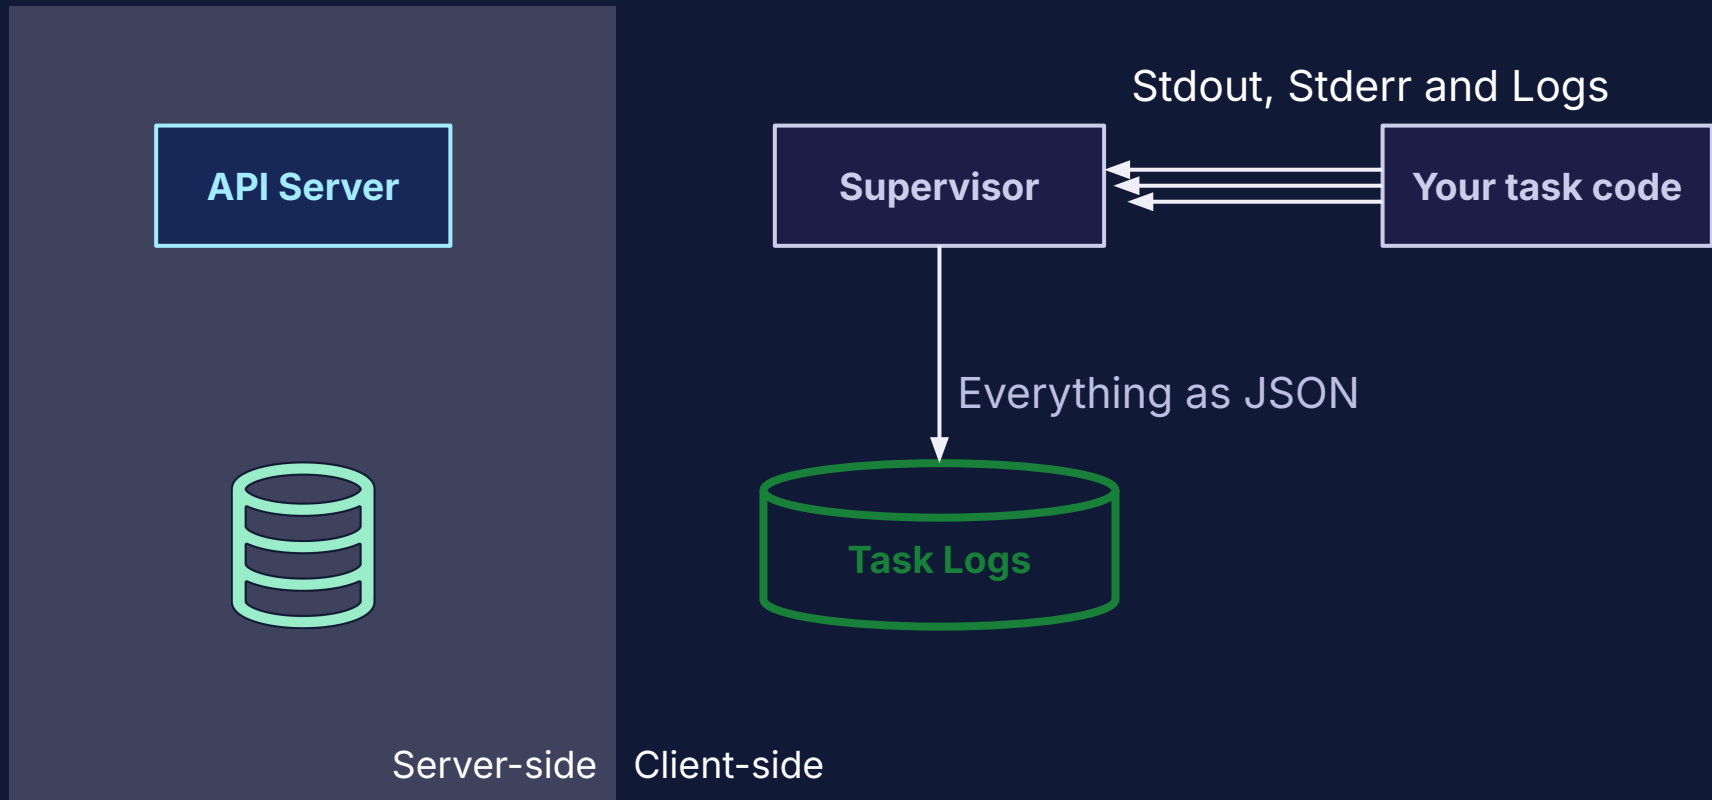 Stdout, Stderr and Logs
API Server
Supervisor
Your task code
Everything as JSON
Task Logs
Server-side
Client-side